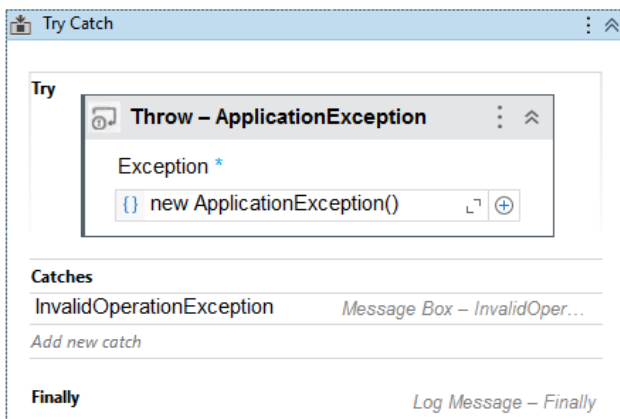 Try Catch
Try
Throw – ApplicationException
Exception *
{} new ApplicationException()
Catches
InvalidOperationException Message Box – InvalidOper...
Add new catch
Finally Log Message – Finally